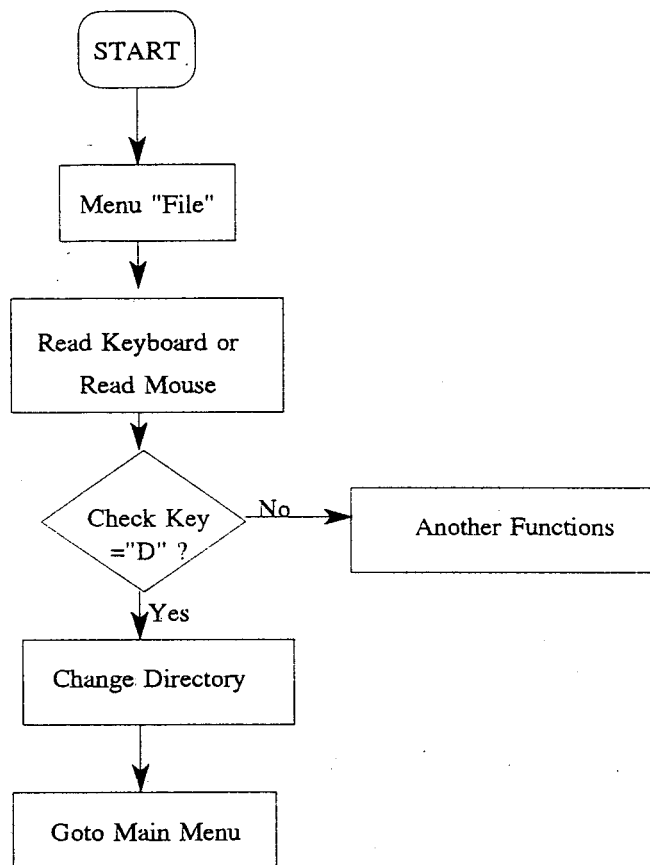 START
Menu "File"
Read Keyboard or
Read Mouse
Check Key
="D" ?
No
Another Functions
Yes
Change Directory
Goto Main Menu